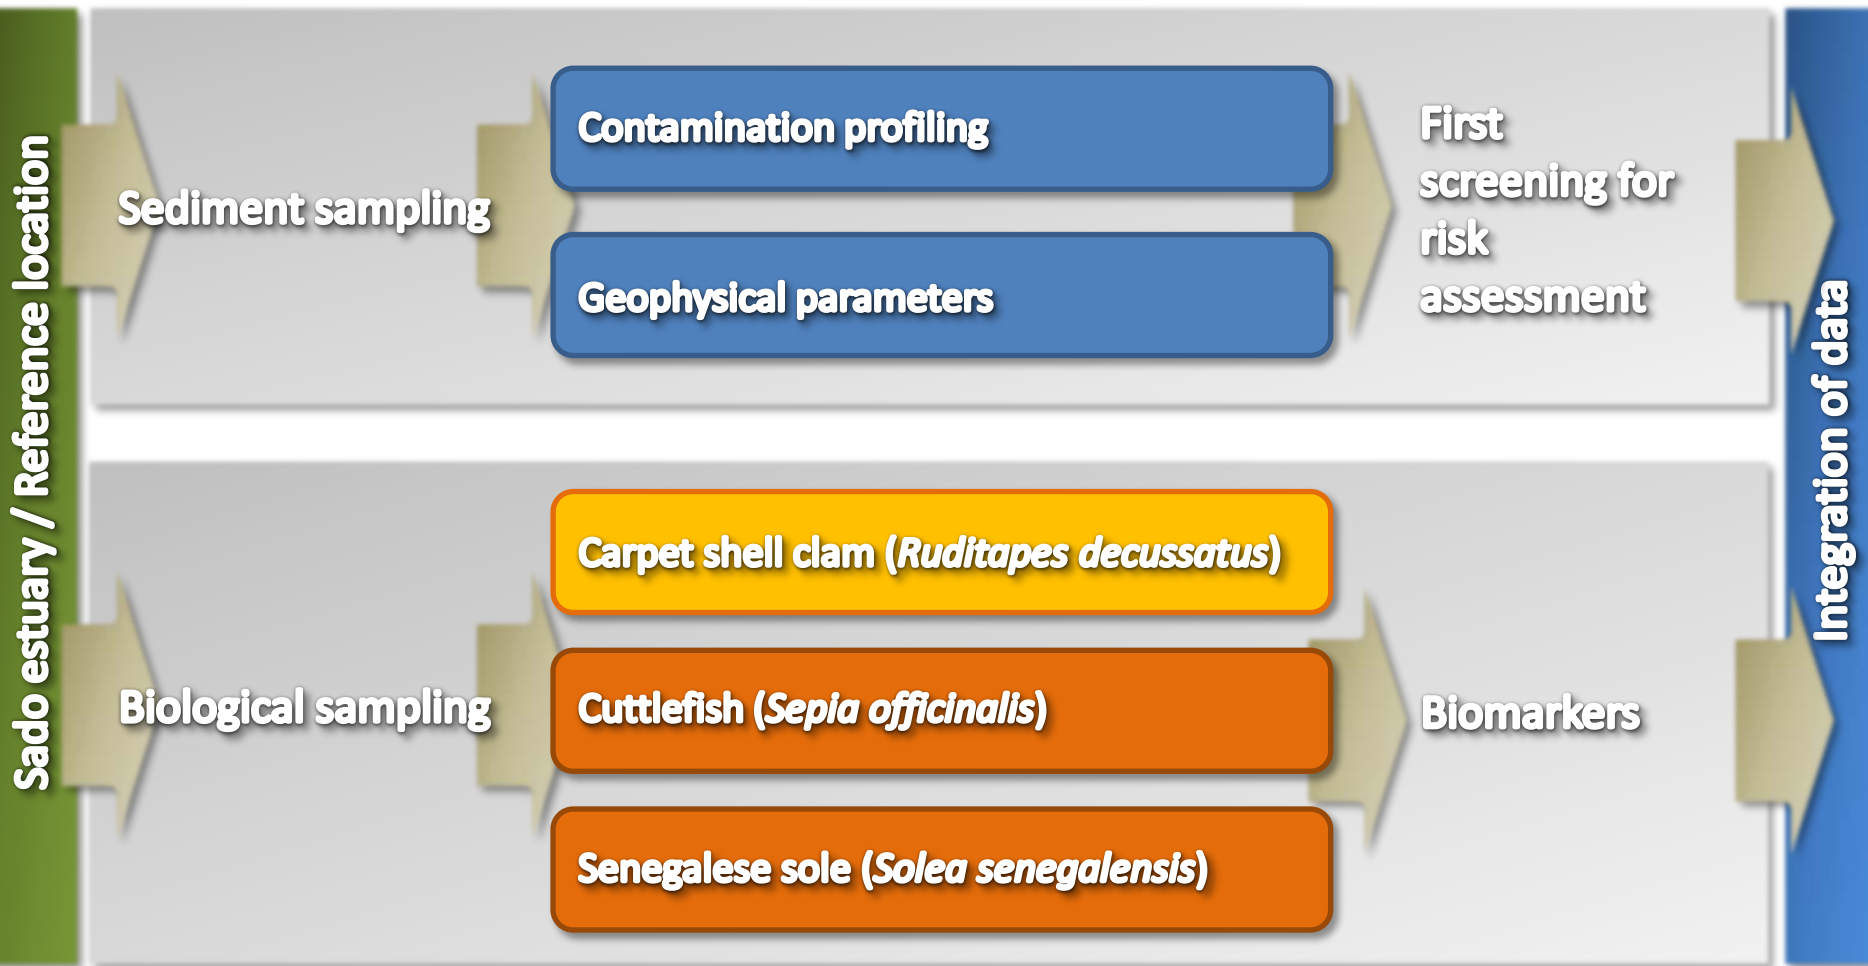 Sado estuary / Reference location
Sediment sampling
Contamination profiling
Geophysical parameters
First
screening for
risk
assessment
Biological sampling
Carpet shell clam (Ruditapes decussatus)
Cuttlefish (Sepia officinalis)
Senegalese sole (Solea senegalensis)
Biomarkers
Integration of data